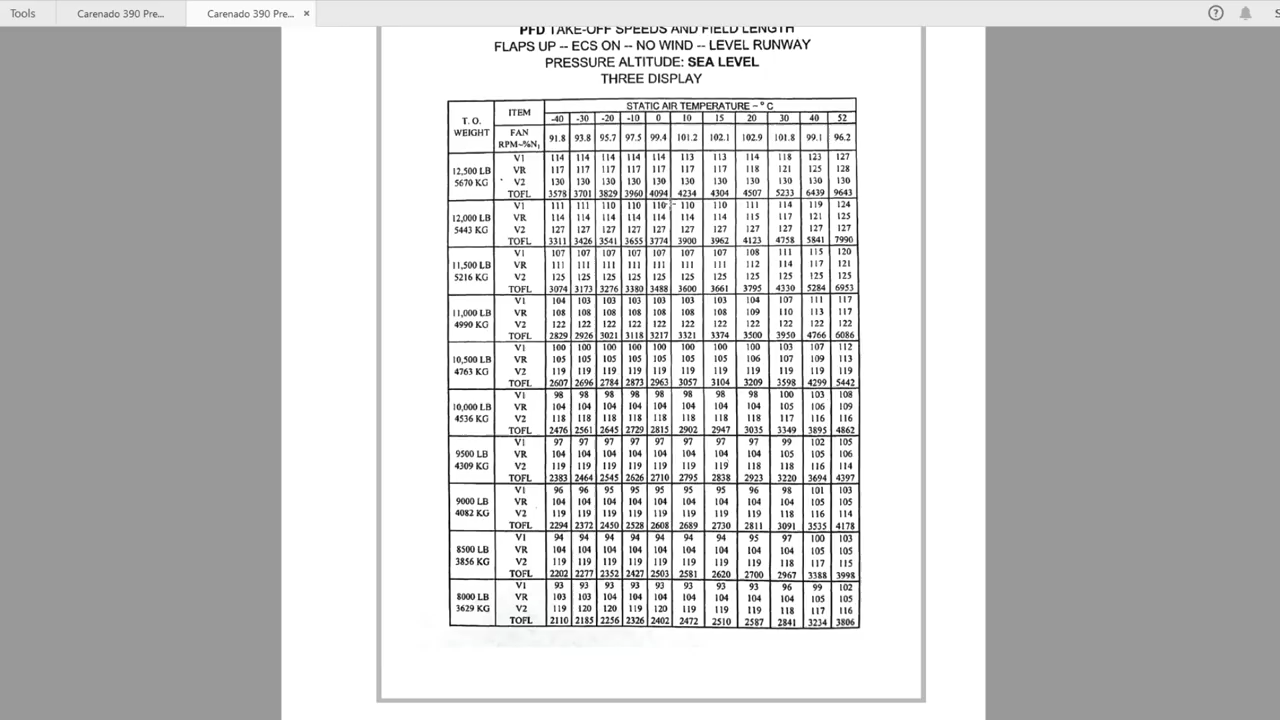 Tools
Carenado 390 Pre...
Carenado 390 Pre... ×
?
PFD TAKE-OFF SPEEDS AND FIELD LENGTH
FLAPS UP -- ECS ON -- NO WIND -- LEVEL RUNWAY
PRESSURE ALTITUDE: SEA LEVEL
THREE DISPLAY
T. O. WEIGHT ITEM STATIC AIR TEMPERATURE ~ ° C
-40 -30 -20 -10 0 10 15 20 30 40 52
FAN RPM~%N1 91.8 93.8 95.7 97.5 99.4 101.2 102.1 102.9 101.8 99.1 96.2
12,500 LB 5670 KG
V1 114 114 114 114 114 113 113 114 118 123 127
VR 117 117 117 117 117 117 117 118 121 125 128
V2 130 130 130 130 130 130 130 130 130 130 130
TOFL 3578 3701 3829 3960 4094 4234 4304 4507 5233 6439 9643
12,000 LB 5443 KG
V1 111 111 110 110 110 110 110 111 114 119 124
VR 114 114 114 114 114 114 114 115 117 121 125
V2 127 127 127 127 127 127 127 127 127 127 127
TOFL 3311 3426 3541 3655 3774 3900 3962 4123 4758 5841 7990
11,500 LB 5216 KG
V1 107 107 107 107 107 107 107 108 111 115 120
VR 111 111 111 111 111 111 111 112 114 117 121
V2 125 125 125 125 125 125 125 125 125 125 125
TOFL 3074 3173 3276 3380 3488 3600 3661 3795 4330 5284 6953
11,000 LB 4990 KG
V1 104 103 103 103 103 103 103 104 107 111 117
VR 108 108 108 108 108 108 108 109 110 113 117
V2 122 122 122 122 122 122 122 122 122 122 122
TOFL 2829 2926 3021 3118 3217 3321 3374 3500 3950 4766 6086
10,500 LB 4763 KG
V1 100 100 100 100 100 100 100 100 103 107 112
VR 105 105 105 105 105 105 105 106 107 109 113
V2 119 119 119 119 119 119 119 119 119 119 119
TOFL 2607 2696 2784 2873 2963 3057 3104 3209 3598 4299 5442
10,000 LB 4536 KG
V1 98 98 98 98 98 98 98 98 100 103 108
VR 104 104 104 104 104 104 104 104 105 106 109
V2 118 118 118 118 118 118 118 118 117 116 116
TOFL 2476 2561 2645 2729 2815 2902 2947 3035 3349 3895 4862
9500 LB 4309 KG
V1 97 97 97 97 97 97 97 97 99 102 105
VR 104 104 104 104 104 104 104 104 105 105 106
V2 119 119 119 119 119 119 119 118 118 116 114
TOFL 2383 2464 2545 2626 2710 2795 2838 2923 3220 3694 4397
9000 LB 4082 KG
V1 96 96 95 95 95 95 95 96 98 101 103
VR 104 104 104 104 104 104 104 104 104 105 105
V2 119 119 119 119 119 119 119 119 118 116 114
TOFL 2294 2372 2450 2528 2608 2689 2730 2811 3091 3535 4178
8500 LB 3856 KG
V1 94 94 94 94 94 94 94 95 97 100 103
VR 104 104 104 104 104 104 104 104 104 105 105
V2 119 119 119 119 119 119 119 119 118 117 115
TOFL 2202 2277 2352 2427 2503 2581 2620 2700 2967 3388 3998
8000 LB 3629 KG
V1 93 93 93 93 93 93 93 93 96 99 102
VR 103 103 104 104 104 104 104 104 104 105 105
V2 119 120 120 119 120 119 119 119 118 117 116
TOFL 2110 2185 2256 2326 2402 2472 2510 2587 2841 3234 3806